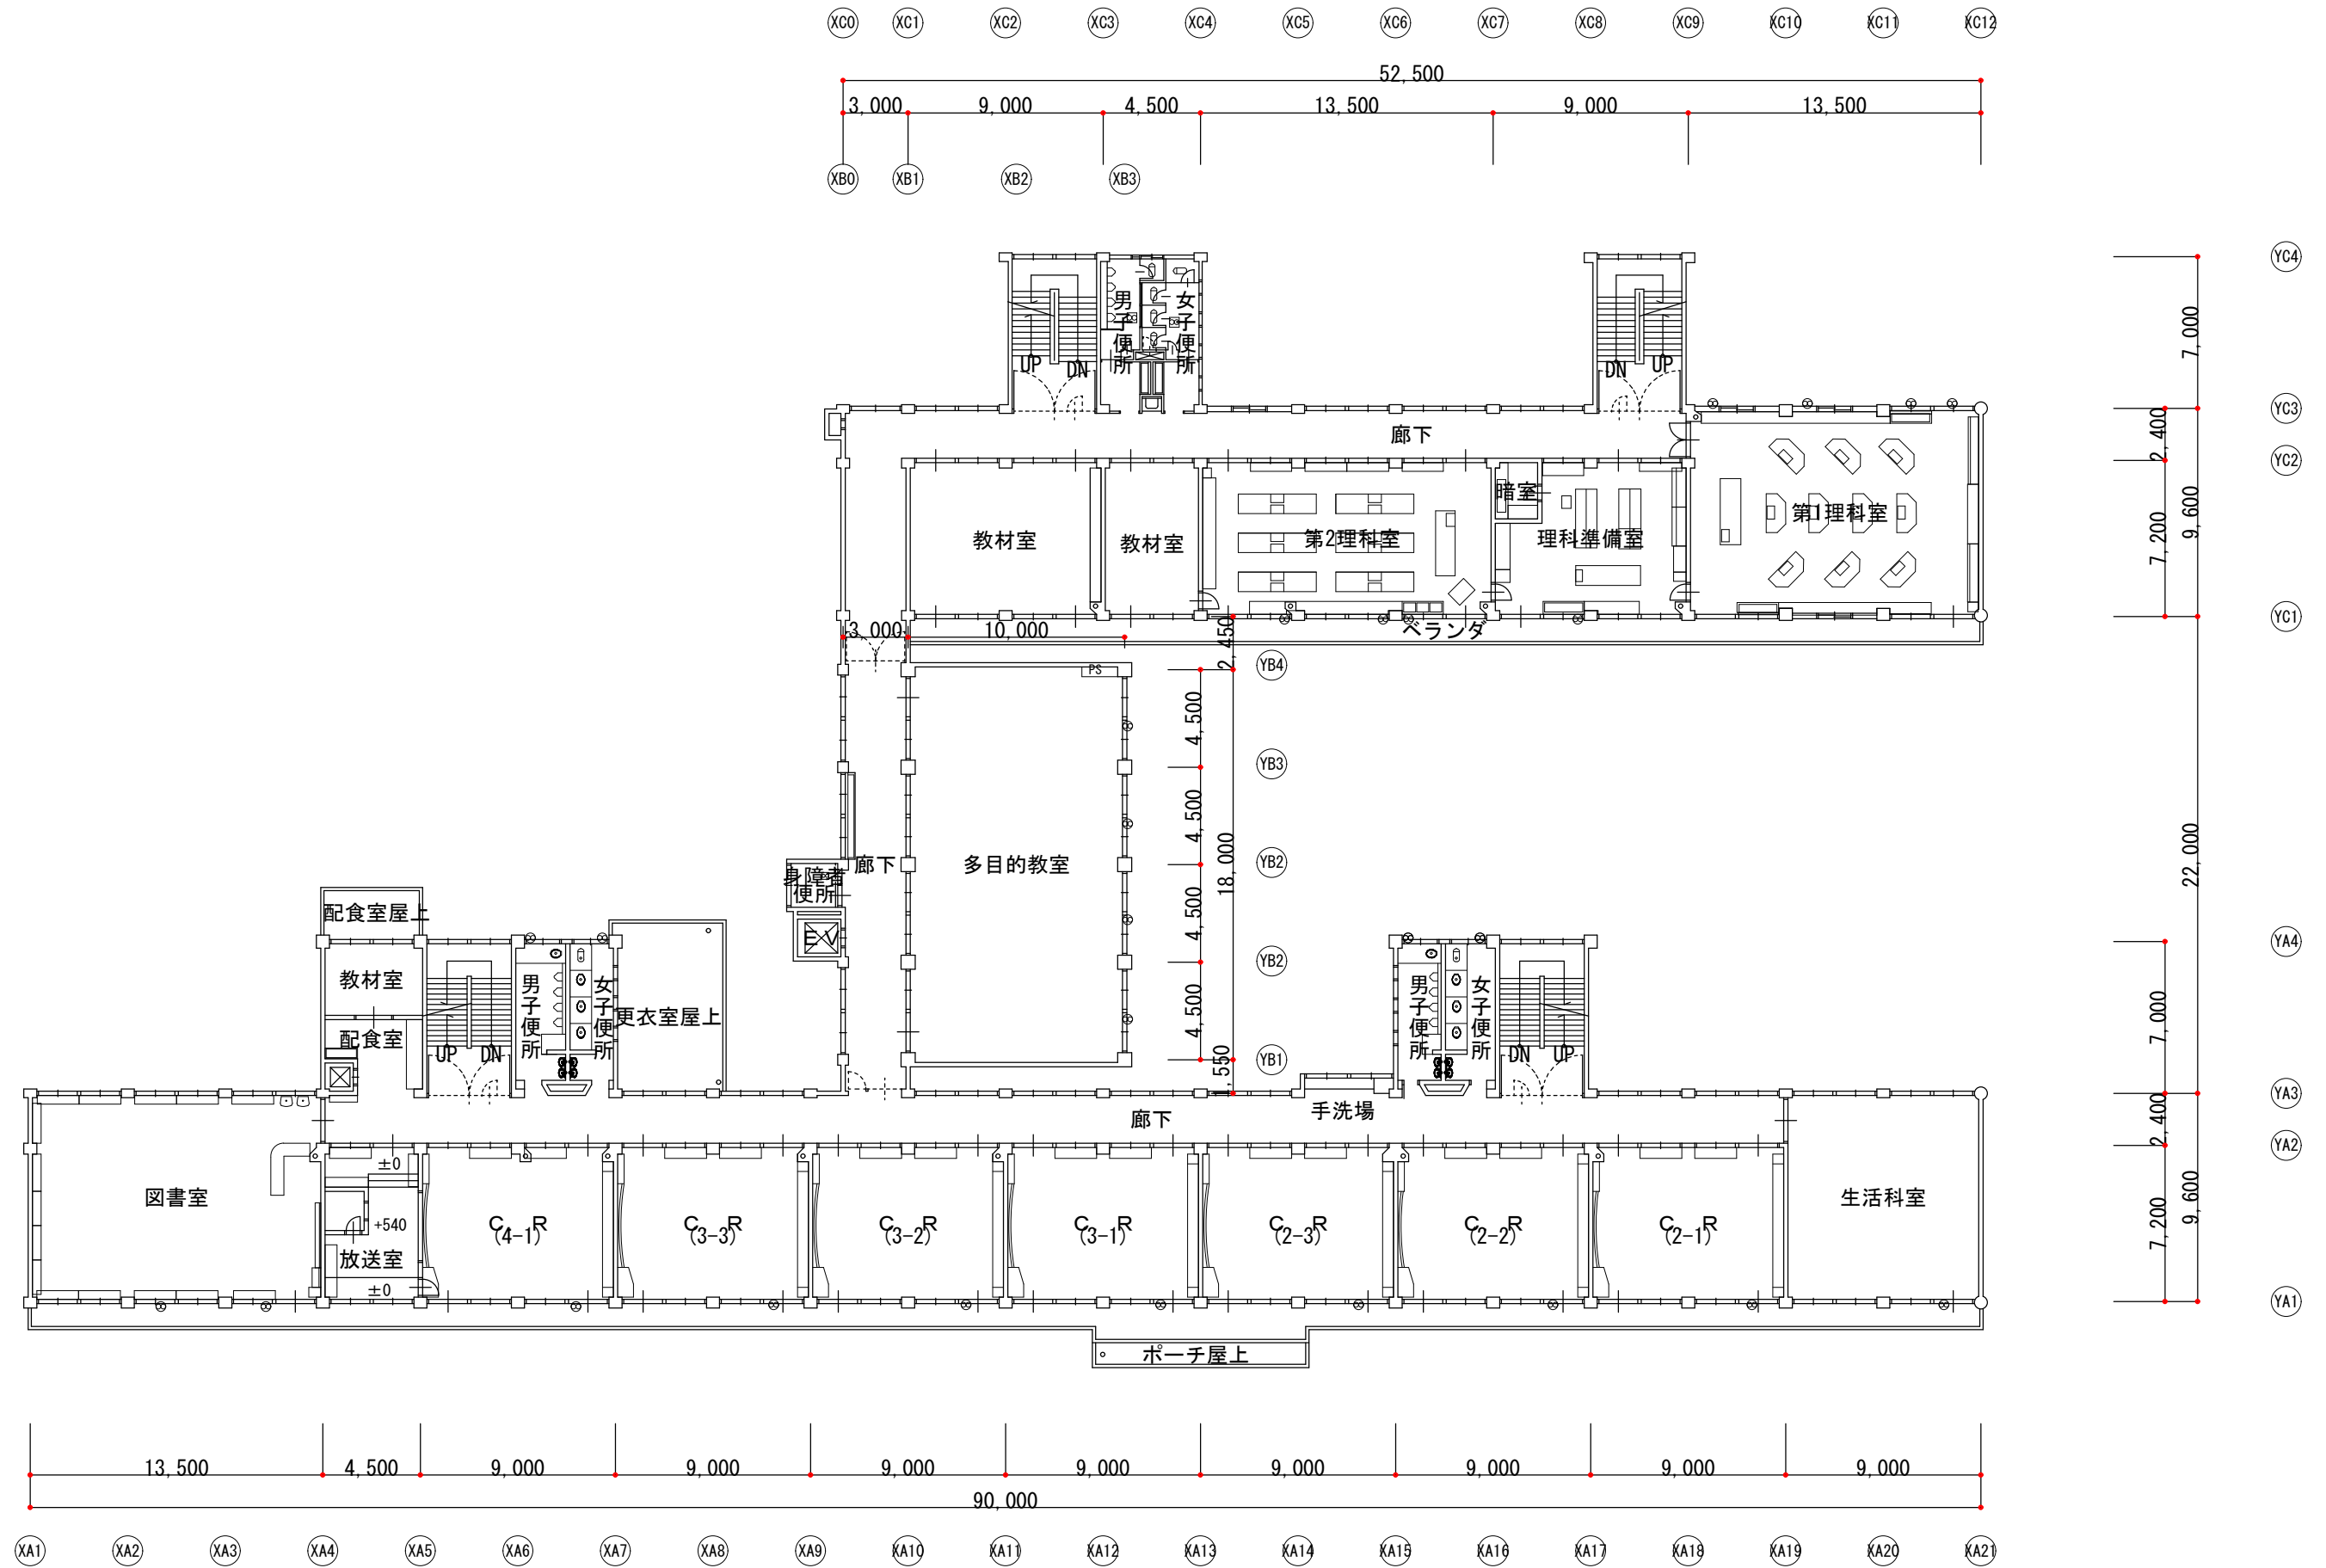 XC0 XC1 XC2 XC3 XC4 XC5 XC6 XC7 XC8 XC9 XC10 XC11 XC12
52,500
3,000 9,000 4,500 13,500 9,000 13,500
XB0 XB1 XB2 XB3
YC4
7,000
男子便所
女子便所
UP DN
DN UP
YC3
2,400
廊下
YC2
暗室
教材室
教材室
第2理科室
理科準備室
第1理科室
7,200
9,600
YC1
3,000 10,000
ベランダ
2,450
YB4
PS
4,500
YB3
4,500
18,000
22,000
廊下
多目的教室
YB2
身障者
便所
4,500
EV
YB2
配食室屋上
教材室
配食室
UP DN
男子便所
女子便所
更衣室屋上
4,500
YB1
1,550
男子便所
女子便所
DN UP
YA4
7,000
YA3
手洗場
廊下
2,400
YA2
±0
図書室
+540
放送室
±0
C. R
(4-1)
C. R
(3-3)
C. R
(3-2)
C. R
(3-1)
C. R
(2-3)
C. R
(2-2)
C. R
(2-1)
生活科室
7,200
9,600
YA1
ポーチ屋上
13,500 4,500 9,000 9,000 9,000 9,000 9,000 9,000 9,000 9,000
90,000
XA1 XA2 XA3 XA4 XA5 XA6 XA7 XA8 XA9 XA10 XA11 XA12 XA13 XA14 XA15 XA16 XA17 XA18 XA19 XA20 XA21